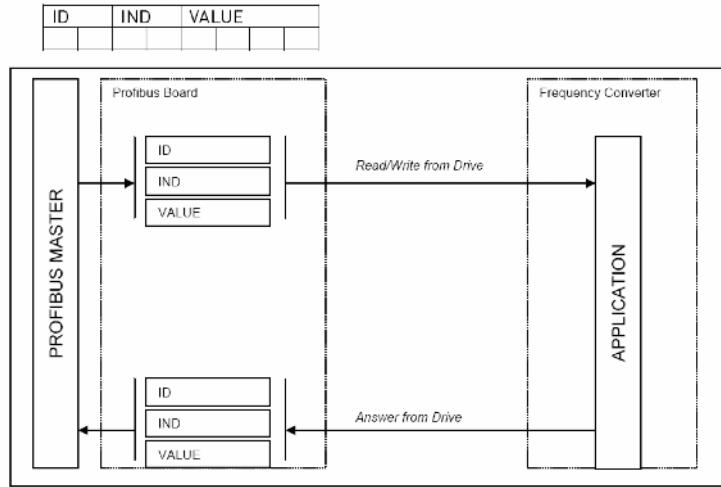 ID IND VALUE
Profibus Board
Frequency Converter
ID
IND
VALUE
Read/Write from Drive
PROFIBUS MASTER
APPLICATION
ID
IND
VALUE
Answer from Drive